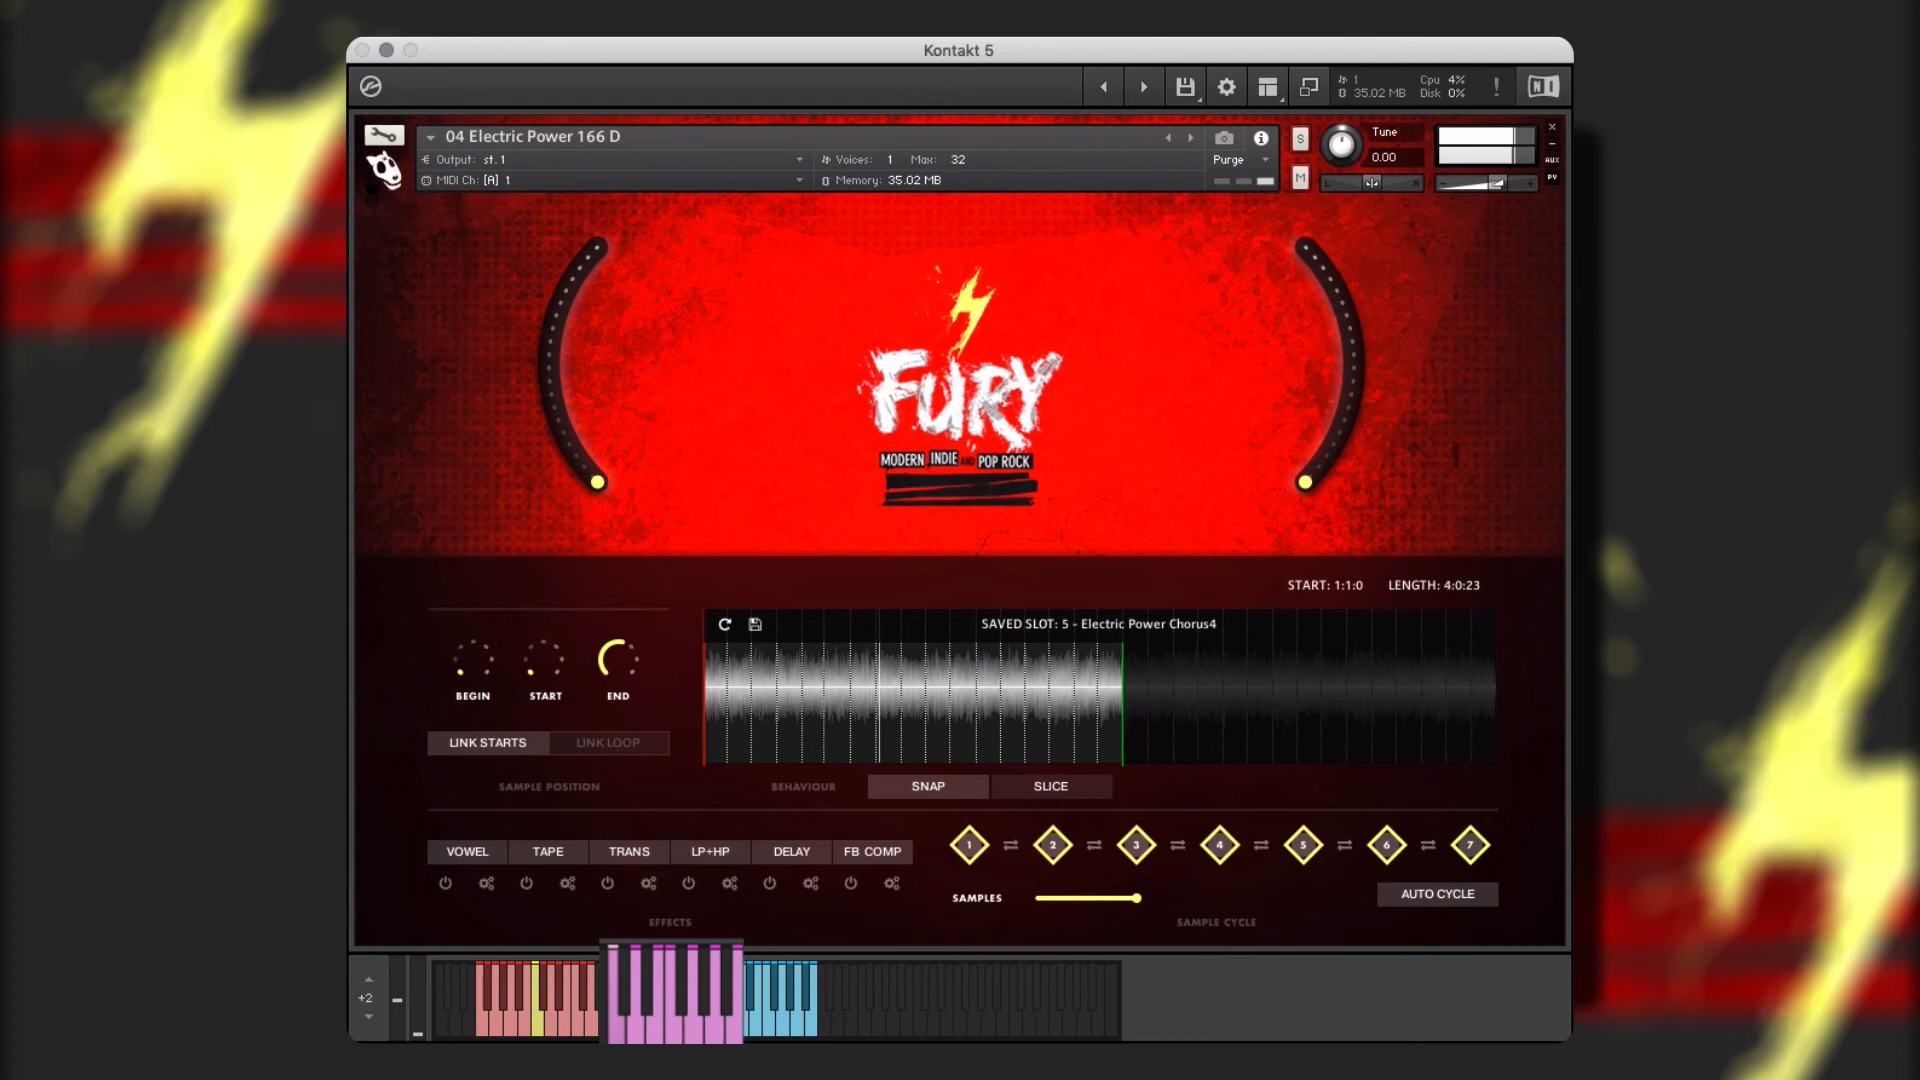 Kontakt 5
1
35.02 MB
Cpu 4%
Disk 0%
!
NI
04 Electric Power 166 D
Output: st.1
Voices: 1 Max: 32
Purge
MIDI Ch: [A] 1
Memory: 35.02 MB
S
M
Tune
0.00
L
R
AUX
PV
FURY
MODERN INDIE AND POP ROCK
START: 1:1:0 LENGTH: 4:0:23
SAVED SLOT: 5 - Electric Power Chorus4
BEGIN START END
LINK STARTS LINK LOOP
SAMPLE POSITION
BEHAVIOUR SNAP SLICE
VOWEL TAPE TRANS LP+HP DELAY FB COMP
EFFECTS
1 2 3 4 5 6 7
SAMPLES
AUTO CYCLE
SAMPLE CYCLE
+2